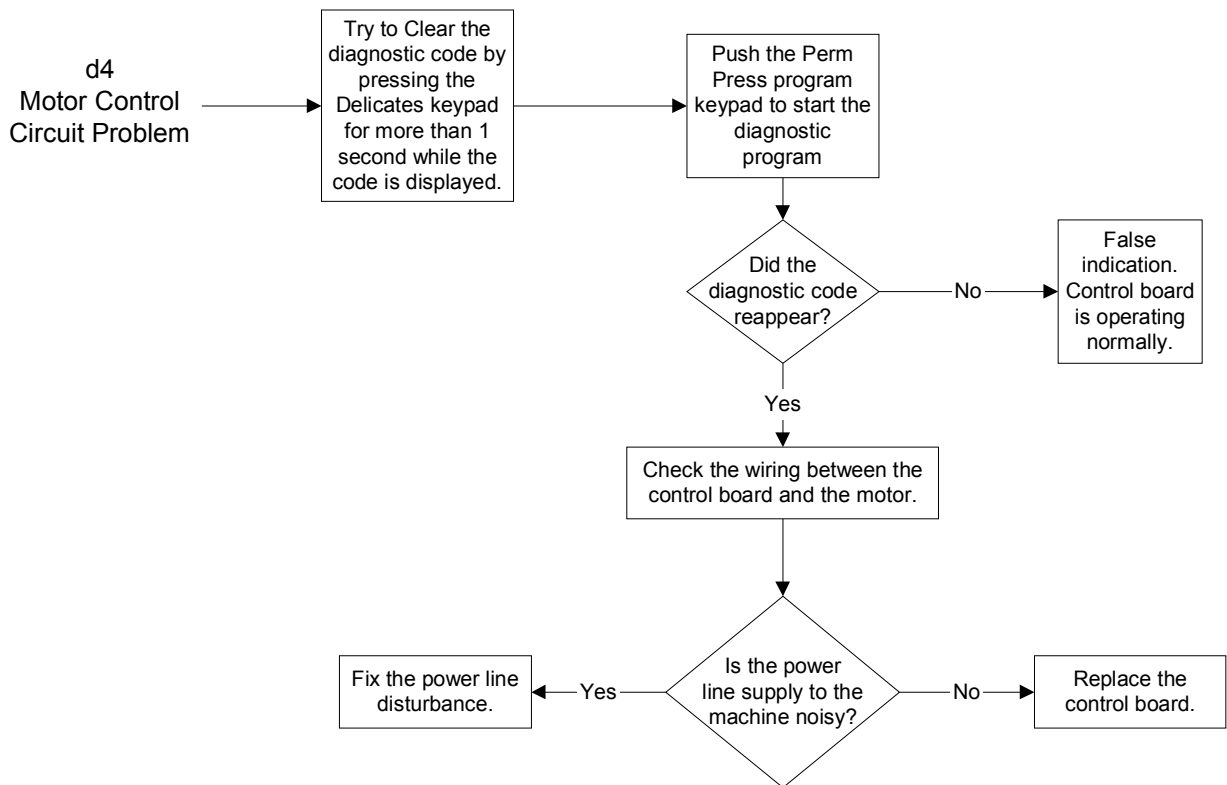 d4
Motor Control
Circuit Problem
Try to Clear the
diagnostic code by
pressing the
Delicates keypad
for more than 1
second while the
code is displayed.
Push the Perm
Press program
keypad to start the
diagnostic
program
Did the
diagnostic code
reappear?
No
False
indication.
Control board
is operating
normally.
Yes
Check the wiring between the
control board and the motor.
Is the power
line supply to the
machine noisy?
Yes
Fix the power line
disturbance.
No
Replace the
control board.